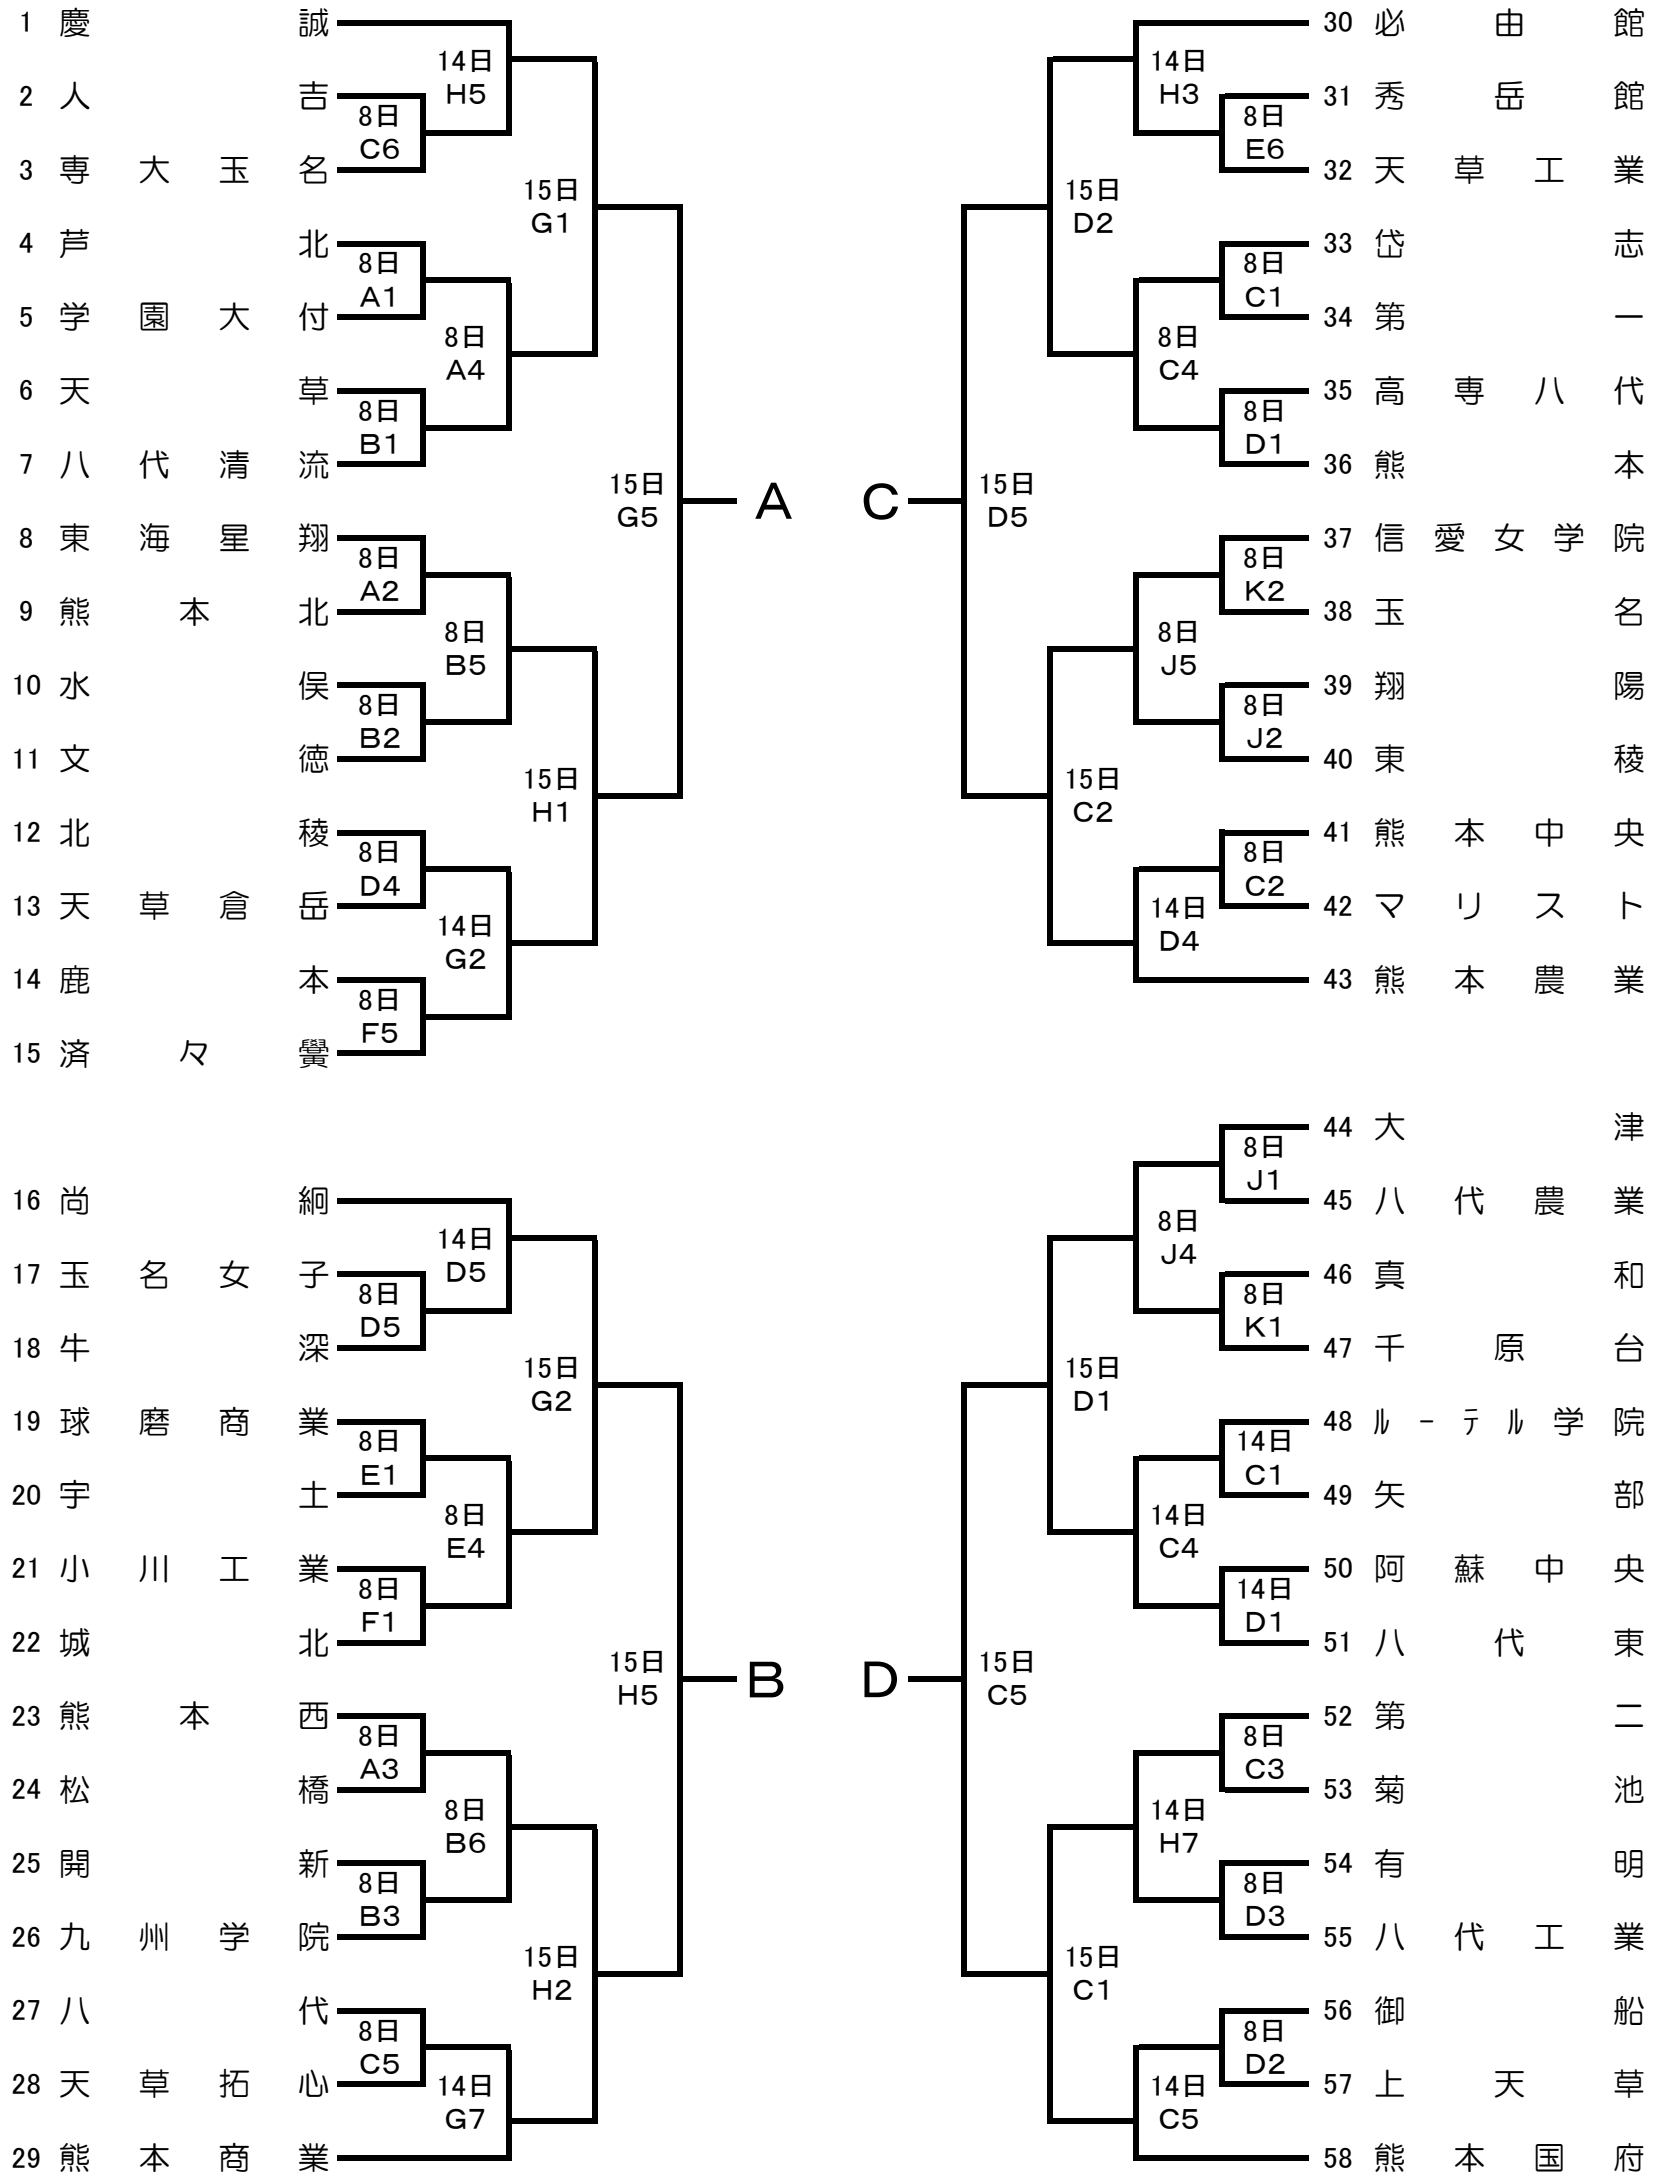 1 慶誠
14日
H5
2 人吉
8日
C6
3 専大玉名
15日
G1
4 芦北
8日
A1
5 学園大付
8日
A4
6 天草
8日
B1
7 八代清流
15日
G5
A
8 東海星翔
8日
A2
9 熊本北
8日
B5
10 水俣
8日
B2
11 文徳
15日
H1
12 北稜
8日
D4
13 天草倉岳
14日
G2
14 鹿本
8日
F5
15 済々黌
16 尚絅
14日
D5
17 玉名女子
8日
D5
18 牛深
15日
G2
19 球磨商業
8日
E1
20 宇土
8日
E4
21 小川工業
8日
F1
22 城北
15日
H5
B
23 熊本西
8日
A3
24 松橋
8日
B6
25 開新
8日
B3
26 九州学院
15日
H2
27 八代
8日
C5
28 天草拓心
14日
G7
29 熊本商業
30 必由館
14日
H3
31 秀岳館
8日
E6
32 天草工業
15日
D2
33 岱志
8日
C1
34 第一
8日
C4
35 高専八代
8日
D1
36 熊本
C
15日
D5
37 信愛女学院
8日
K2
38 玉名
8日
J5
39 翔陽
8日
J2
40 東稜
15日
C2
41 熊本中央
8日
C2
42 マリスト
14日
D4
43 熊本農業
44 大津
8日
J1
45 八代農業
8日
J4
46 真和
8日
K1
47 千原台
15日
D1
48 ﾙｰﾃﾙ学院
14日
C1
49 矢部
14日
C4
50 阿蘇中央
14日
D1
51 八代東
D
15日
C5
52 第二
8日
C3
53 菊池
14日
H7
54 有明
8日
D3
55 八代工業
15日
C1
56 御船
8日
D2
57 上天草
14日
C5
58 熊本国府